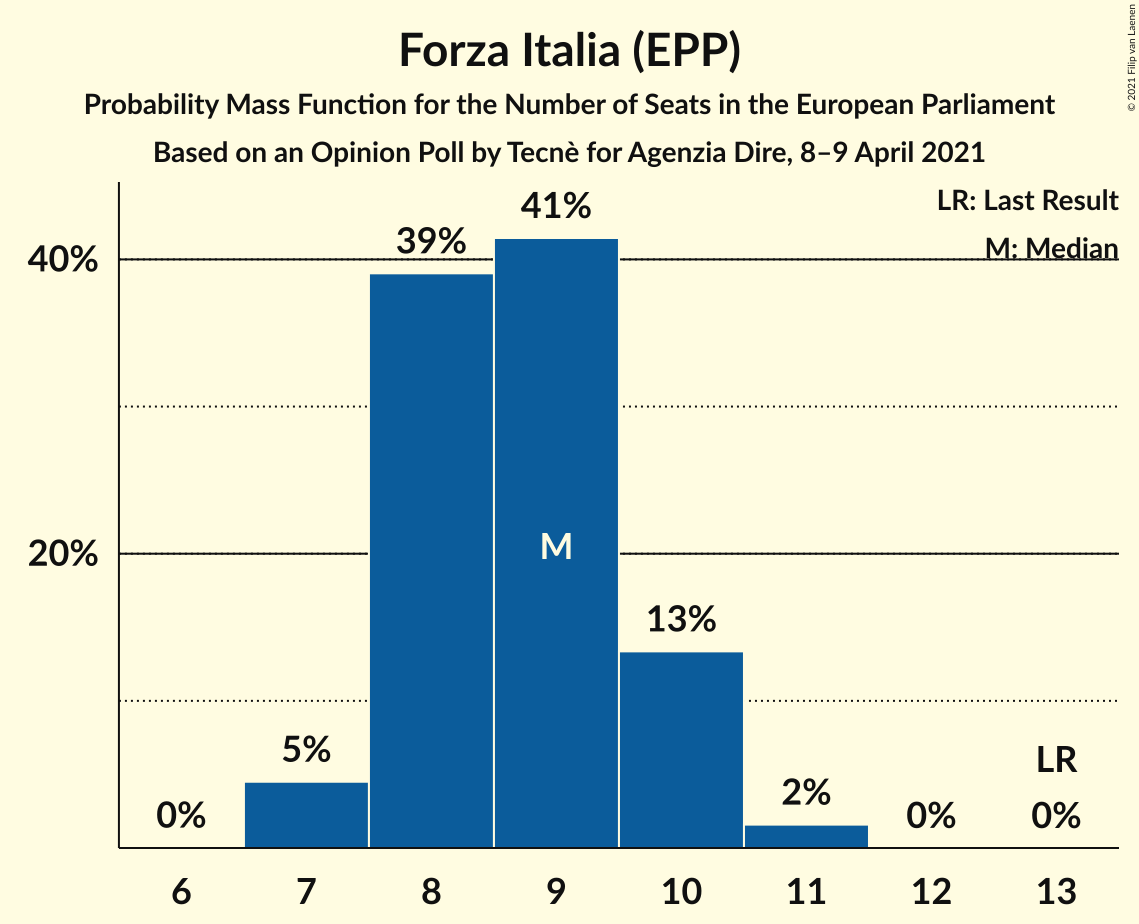 Forza Italia (EPP)
Probability Mass Function for the Number of Seats in the European Parliament
Based on an Opinion Poll by Tecnè for Agenzia Dire, 8–9 April 2021
© 2021 Filip van Laenen
LR: Last Result
M: Median
40%
20%
0%
5%
39%
41%
M
13%
2%
0%
LR
0%
6 7 8 9 10 11 12 13